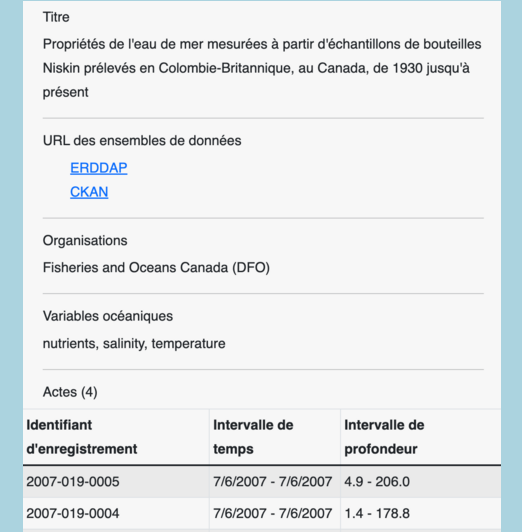 Titre
Propriétés de l'eau de mer mesurées à partir d'échantillons de bouteilles
Niskin prélevés en Colombie-Britannique, au Canada, de 1930 jusqu'à
présent
URL des ensembles de données
ERDDAP
CKAN
Organisations
Fisheries and Oceans Canada (DFO)
Variables océaniques
nutrients, salinity, temperature
Actes (4)
Identifiant d'enregistrement Intervalle de temps Intervalle de profondeur
2007-019-0005 7/6/2007 - 7/6/2007 4.9 - 206.0
2007-019-0004 7/6/2007 - 7/6/2007 1.4 - 178.8